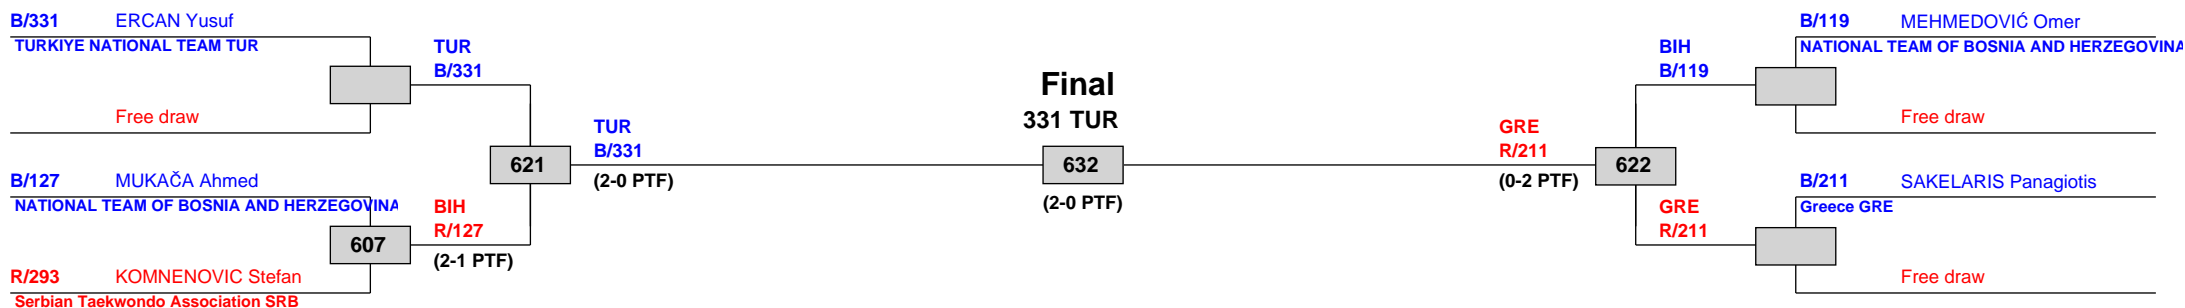 B/331 ERCAN Yusuf
TURKIYE NATIONAL TEAM TUR
Free draw
TUR
B/331
B/127 MUKAČA Ahmed
NATIONAL TEAM OF BOSNIA AND HERZEGOVINA
607
R/293 KOMNENOVIC Stefan
Serbian Taekwondo Association SRB
BIH
R/127
(2-1 PTF)
621
TUR
B/331
(2-0 PTF)
Final
331 TUR
632
(2-0 PTF)
GRE
R/211
(0-2 PTF)
622
BIH
B/119
GRE
R/211
B/119 MEHMEDOVIĆ Omer
NATIONAL TEAM OF BOSNIA AND HERZEGOVINA
Free draw
B/211 SAKELARIS Panagiotis
Greece GRE
Free draw